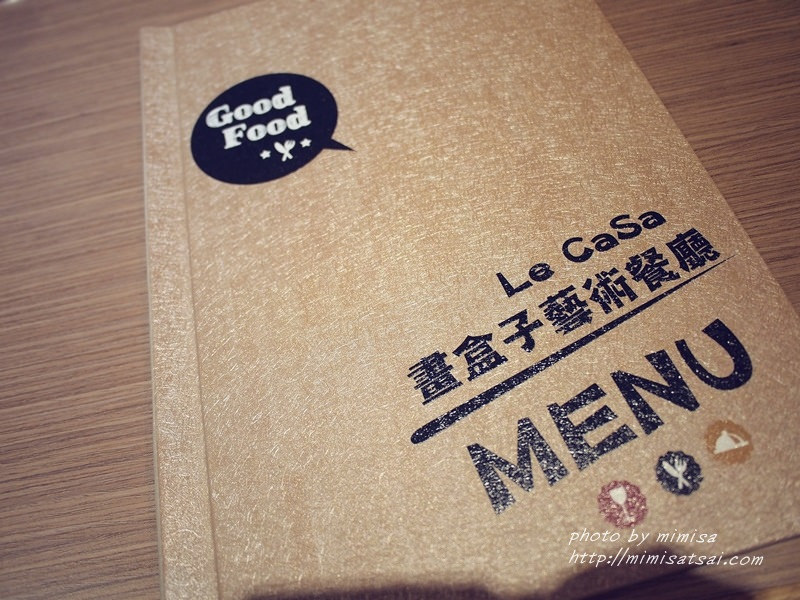 Good
Food
Le CaSa
畫盒子藝術餐廳
MENU
photo by mimisa
http://mimisatsai.com